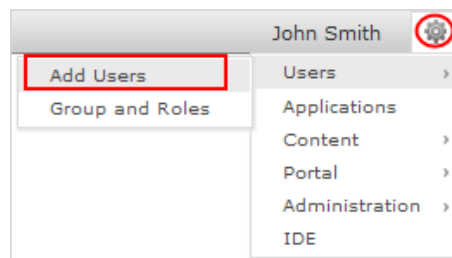 John Smith
Add Users
Group and Roles
Users
Applications
Content
Portal
Administration
IDE